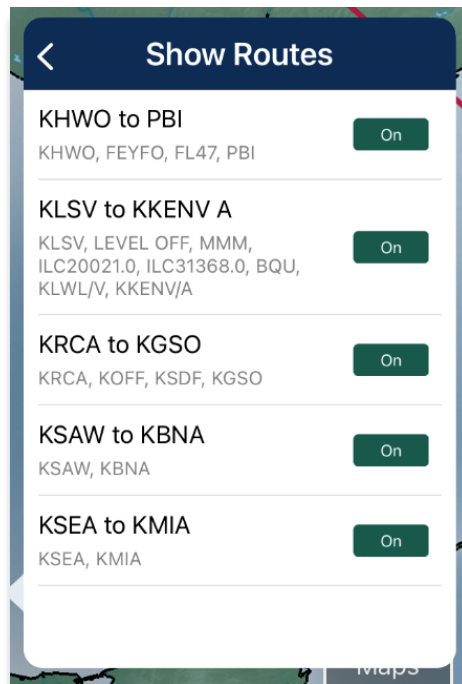 Show Routes
KHWO to PBI
KHWO, FEYFO, FL47, PBI
On
KLSV to KKENV A
KLSV, LEVEL OFF, MMM,
ILC20021.0, ILC31368.0, BQU,
KLWL/V, KKENV/A
On
KRCA to KGSO
KRCA, KOFF, KSDF, KGSO
On
KSAW to KBNA
KSAW, KBNA
On
KSEA to KMIA
KSEA, KMIA
On
Maps